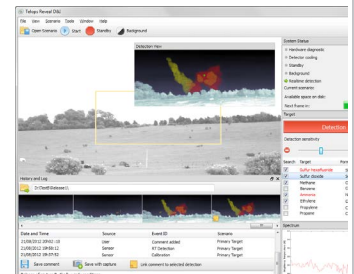 Telops Reveal D&I
File View Scenario Tools Window Help
Open Scenario Start Standby Background
Detection View
System Status
Hardware diagnosis
Detector cooling
Standby
Background
Realtime detection
Current scenario:
Available space on disk:
Next frame in:
Target
Detection
Detection sensitivity
Search Target
Sulfur hexafluoride
Sulfur dioxide
Methane
Benzene
Ammonia
Ethylene
Propylene
Propane
History and Log
Date and Time Source Event ID Scenario
User Comment added Primary Target
Sensor RT Detection Primary Target
Sensor Calibration Primary Target
Save comment Save with capture Link comment to selected detection
Spectrum